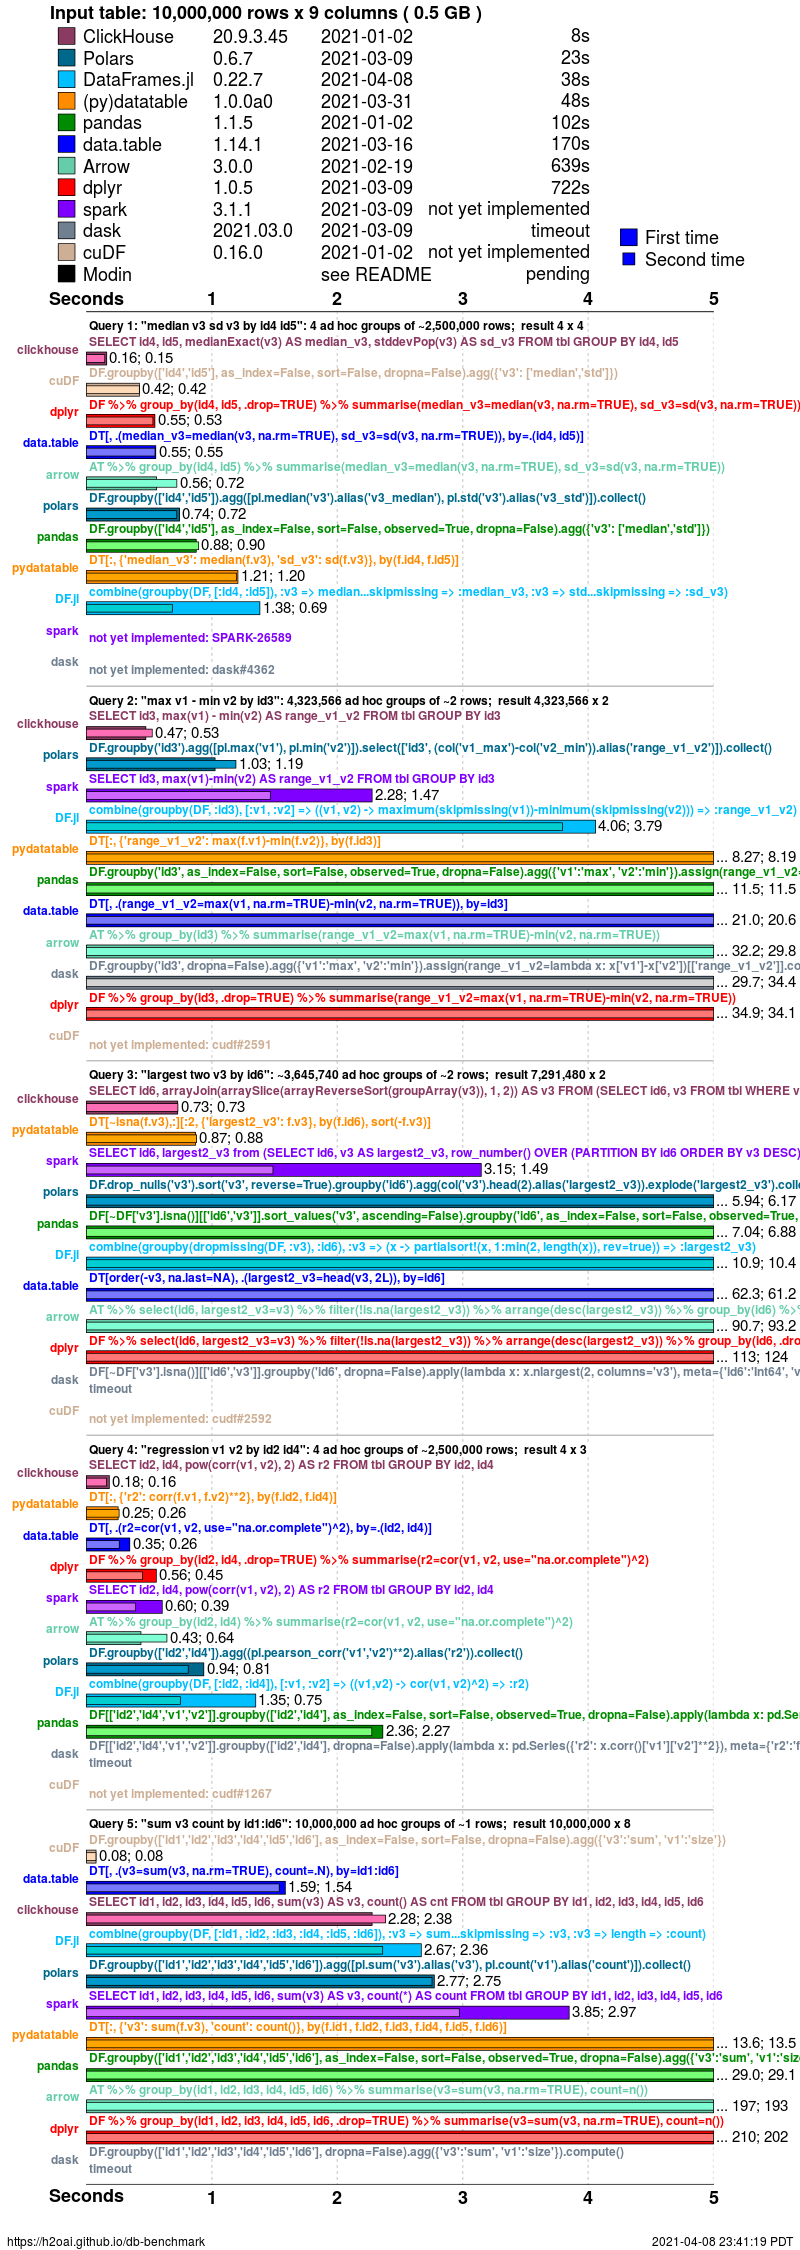 Input table: 10,000,000 rows x 9 columns ( 0.5 GB )
ClickHouse 20.9.3.45 2021-01-02 8s
Polars 0.6.7 2021-03-09 23s
DataFrames.jl 0.22.7 2021-04-08 38s
(py)datatable 1.0.0a0 2021-03-31 48s
pandas 1.1.5 2021-01-02 102s
data.table 1.14.1 2021-03-16 170s
Arrow 3.0.0 2021-02-19 639s
dplyr 1.0.5 2021-03-09 722s
spark 3.1.1 2021-03-09 not yet implemented
dask 2021.03.0 2021-03-09 timeout
cuDF 0.16.0 2021-01-02 not yet implemented
Modin see README pending
First time
Second time
Seconds 1 2 3 4 5
Query 1: "median v3 sd v3 by id4 id5": 4 ad hoc groups of ~2,500,000 rows; result 4 x 4
SELECT id4, id5, medianExact(v3) AS median_v3, stddevPop(v3) AS sd_v3 FROM tbl GROUP BY id4, id5
clickhouse 0.16; 0.15
DF.groupby(['id4','id5'], as_index=False, sort=False, dropna=False).agg({'v3': ['median','std']})
cuDF 0.42; 0.42
DF %>% group_by(id4, id5, .drop=TRUE) %>% summarise(median_v3=median(v3, na.rm=TRUE), sd_v3=sd(v3, na.rm=TRUE))
dplyr 0.55; 0.53
DT[, .(median_v3=median(v3, na.rm=TRUE), sd_v3=sd(v3, na.rm=TRUE)), by=.(id4, id5)]
data.table 0.55; 0.55
AT %>% group_by(id4, id5) %>% summarise(median_v3=median(v3, na.rm=TRUE), sd_v3=sd(v3, na.rm=TRUE))
arrow 0.56; 0.72
DF.groupby(['id4','id5']).agg([pl.median('v3').alias('v3_median'), pl.std('v3').alias('v3_std')]).collect()
polars 0.74; 0.72
DF.groupby(['id4','id5'], as_index=False, sort=False, observed=True, dropna=False).agg({'v3': ['median','std']})
pandas 0.88; 0.90
DT[:, {'median_v3': median(f.v3), 'sd_v3': sd(f.v3)}, by(f.id4, f.id5)]
pydatatable 1.21; 1.20
combine(groupby(DF, [:id4, :id5]), :v3 => median...skipmissing => :median_v3, :v3 => std...skipmissing => :sd_v3)
DF.jl 1.38; 0.69
spark not yet implemented: SPARK-26589
dask not yet implemented: dask#4362
Query 2: "max v1 - min v2 by id3": 4,323,566 ad hoc groups of ~2 rows; result 4,323,566 x 2
SELECT id3, max(v1) - min(v2) AS range_v1_v2 FROM tbl GROUP BY id3
clickhouse 0.47; 0.53
DF.groupby('id3').agg([pl.max('v1'), pl.min('v2')]).select(['id3', (col('v1_max')-col('v2_min')).alias('range_v1_v2')]).collect()
polars 1.03; 1.19
SELECT id3, max(v1)-min(v2) AS range_v1_v2 FROM tbl GROUP BY id3
spark 2.28; 1.47
combine(groupby(DF, :id3), [:v1, :v2] => ((v1, v2) -> maximum(skipmissing(v1))-minimum(skipmissing(v2))) => :range_v1_v2)
DF.jl 4.06; 3.79
DT[:, {'range_v1_v2': max(f.v1)-min(f.v2)}, by(f.id3)]
pydatatable ... 8.27; 8.19
DF.groupby('id3', as_index=False, sort=False, observed=True, dropna=False).agg({'v1':'max', 'v2':'min'}).assign(range_v1_v2=
pandas ... 11.5; 11.5
DT[, .(range_v1_v2=max(v1, na.rm=TRUE)-min(v2, na.rm=TRUE)), by=id3]
data.table ... 21.0; 20.6
AT %>% group_by(id3) %>% summarise(range_v1_v2=max(v1, na.rm=TRUE)-min(v2, na.rm=TRUE))
arrow ... 32.2; 29.8
DF.groupby('id3', dropna=False).agg({'v1':'max', 'v2':'min'}).assign(range_v1_v2=lambda x: x['v1']-x['v2'])[['range_v1_v2']].co
dask ... 29.7; 34.4
DF %>% group_by(id3, .drop=TRUE) %>% summarise(range_v1_v2=max(v1, na.rm=TRUE)-min(v2, na.rm=TRUE))
dplyr ... 34.9; 34.1
cuDF not yet implemented: cudf#2591
Query 3: "largest two v3 by id6": ~3,645,740 ad hoc groups of ~2 rows; result 7,291,480 x 2
SELECT id6, arrayJoin(arraySlice(arrayReverseSort(groupArray(v3)), 1, 2)) AS v3 FROM (SELECT id6, v3 FROM tbl WHERE v
clickhouse 0.73; 0.73
DT[~isna(f.v3),:][:2, {'largest2_v3': f.v3}, by(f.id6), sort(-f.v3)]
pydatatable 0.87; 0.88
SELECT id6, largest2_v3 from (SELECT id6, v3 AS largest2_v3, row_number() OVER (PARTITION BY id6 ORDER BY v3 DESC)
spark 3.15; 1.49
DF.drop_nulls('v3').sort('v3', reverse=True).groupby('id6').agg(col('v3').head(2).alias('largest2_v3')).explode('largest2_v3').colle
polars ... 5.94; 6.17
DF[~DF['v3'].isna()][['id6','v3']].sort_values('v3', ascending=False).groupby('id6', as_index=False, sort=False, observed=True,
pandas ... 7.04; 6.88
combine(groupby(dropmissing(DF, :v3), :id6), :v3 => (x -> partialsort!(x, 1:min(2, length(x)), rev=true)) => :largest2_v3)
DF.jl ... 10.9; 10.4
DT[order(-v3, na.last=NA), .(largest2_v3=head(v3, 2L)), by=id6]
data.table ... 62.3; 61.2
AT %>% select(id6, largest2_v3=v3) %>% filter(!is.na(largest2_v3)) %>% arrange(desc(largest2_v3)) %>% group_by(id6) %>%
arrow ... 90.7; 93.2
DF %>% select(id6, largest2_v3=v3) %>% filter(!is.na(largest2_v3)) %>% arrange(desc(largest2_v3)) %>% group_by(id6, .dro
dplyr ... 113; 124
DF[~DF['v3'].isna()][['id6','v3']].groupby('id6', dropna=False).apply(lambda x: x.nlargest(2, columns='v3'), meta={'id6':'Int64', 'v
dask timeout
cuDF not yet implemented: cudf#2592
Query 4: "regression v1 v2 by id2 id4": 4 ad hoc groups of ~2,500,000 rows; result 4 x 3
SELECT id2, id4, pow(corr(v1, v2), 2) AS r2 FROM tbl GROUP BY id2, id4
clickhouse 0.18; 0.16
DT[:, {'r2': corr(f.v1, f.v2)**2}, by(f.id2, f.id4)]
pydatatable 0.25; 0.26
DT[, .(r2=cor(v1, v2, use="na.or.complete")^2), by=.(id2, id4)]
data.table 0.35; 0.26
DF %>% group_by(id2, id4, .drop=TRUE) %>% summarise(r2=cor(v1, v2, use="na.or.complete")^2)
dplyr 0.56; 0.45
SELECT id2, id4, pow(corr(v1, v2), 2) AS r2 FROM tbl GROUP BY id2, id4
spark 0.60; 0.39
AT %>% group_by(id2, id4) %>% summarise(r2=cor(v1, v2, use="na.or.complete")^2)
arrow 0.43; 0.64
DF.groupby(['id2','id4']).agg((pl.pearson_corr('v1','v2')**2).alias('r2')).collect()
polars 0.94; 0.81
combine(groupby(DF, [:id2, :id4]), [:v1, :v2] => ((v1,v2) -> cor(v1, v2)^2) => :r2)
DF.jl 1.35; 0.75
DF[['id2','id4','v1','v2']].groupby(['id2','id4'], as_index=False, sort=False, observed=True, dropna=False).apply(lambda x: pd.Se
pandas 2.36; 2.27
DF[['id2','id4','v1','v2']].groupby(['id2','id4'], dropna=False).apply(lambda x: pd.Series({'r2': x.corr()['v1']['v2']**2}), meta={'r2':'f
dask timeout
cuDF not yet implemented: cudf#1267
Query 5: "sum v3 count by id1:id6": 10,000,000 ad hoc groups of ~1 rows; result 10,000,000 x 8
DF.groupby(['id1','id2','id3','id4','id5','id6'], as_index=False, sort=False, dropna=False).agg({'v3':'sum', 'v1':'size'})
cuDF 0.08; 0.08
DT[, .(v3=sum(v3, na.rm=TRUE), count=.N), by=id1:id6]
data.table 1.59; 1.54
SELECT id1, id2, id3, id4, id5, id6, sum(v3) AS v3, count() AS cnt FROM tbl GROUP BY id1, id2, id3, id4, id5, id6
clickhouse 2.28; 2.38
combine(groupby(DF, [:id1, :id2, :id3, :id4, :id5, :id6]), :v3 => sum...skipmissing => :v3, :v3 => length => :count)
DF.jl 2.67; 2.36
DF.groupby(['id1','id2','id3','id4','id5','id6']).agg([pl.sum('v3').alias('v3'), pl.count('v1').alias('count')]).collect()
polars 2.77; 2.75
SELECT id1, id2, id3, id4, id5, id6, sum(v3) AS v3, count(*) AS count FROM tbl GROUP BY id1, id2, id3, id4, id5, id6
spark 3.85; 2.97
DT[:, {'v3': sum(f.v3), 'count': count()}, by(f.id1, f.id2, f.id3, f.id4, f.id5, f.id6)]
pydatatable ... 13.6; 13.5
DF.groupby(['id1','id2','id3','id4','id5','id6'], as_index=False, sort=False, observed=True, dropna=False).agg({'v3':'sum', 'v1':'size
pandas ... 29.0; 29.1
AT %>% group_by(id1, id2, id3, id4, id5, id6) %>% summarise(v3=sum(v3, na.rm=TRUE), count=n())
arrow ... 197; 193
DF %>% group_by(id1, id2, id3, id4, id5, id6, .drop=TRUE) %>% summarise(v3=sum(v3, na.rm=TRUE), count=n())
dplyr ... 210; 202
DF.groupby(['id1','id2','id3','id4','id5','id6'], dropna=False).agg({'v3':'sum', 'v1':'size'}).compute()
dask timeout
Seconds 1 2 3 4 5
https://h2oai.github.io/db-benchmark 2021-04-08 23:41:19 PDT